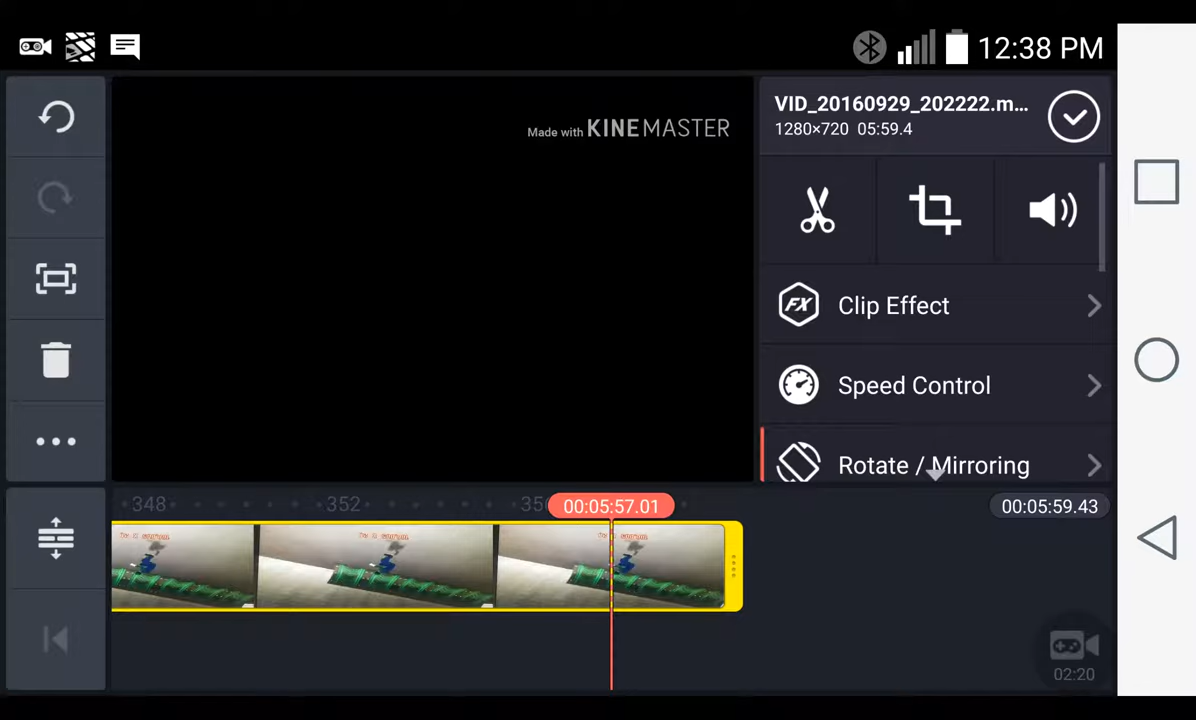 12:38 PM
Made with KINEMASTER
VID_20160929_202222.m...
1280×720 05:59.4
FX Clip Effect
Speed Control
Rotate / Mirroring
348 352
00:05:57.01
00:05:59.43
02:20